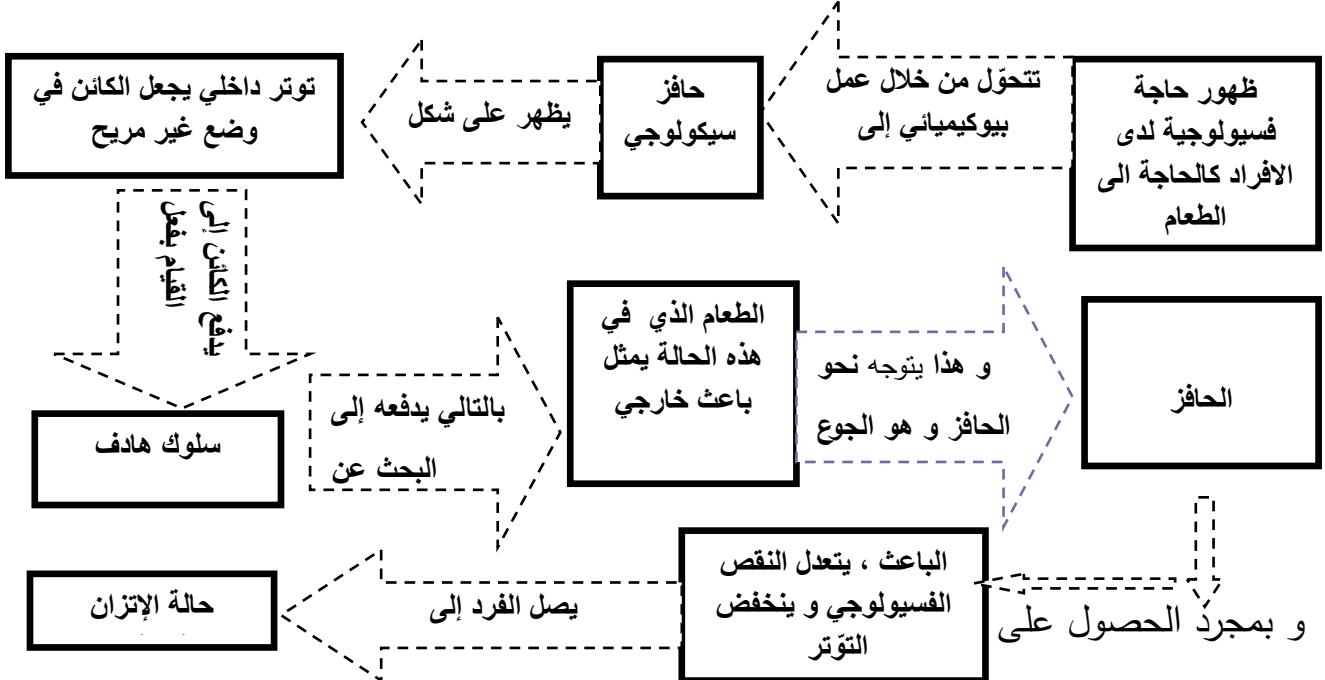 ظهور حاجة
فسيولوجية لدى
الافراد كالحاجة الى
الطعام
تتحوّل من خلال عمل
بيوكيميائي إلى
حافز
سيكولوجي
يظهر على شكل
توتر داخلي يجعل الكائن في
وضع غير مريح
يدفع الكائن إلى
القيام بفعل
سلوك هادف
بالتالي يدفعه إلى
البحث عن
الطعام الذي في
هذه الحالة يمثل
باعث خارجي
و هذا يتوجه نحو
الحافز و هو الجوع
الحافز
و بمجرد الحصول على
الباعث ، يتعدل النقص
الفسيولوجي و ينخفض
التوّتر
يصل الفرد إلى
حالة الإتزان